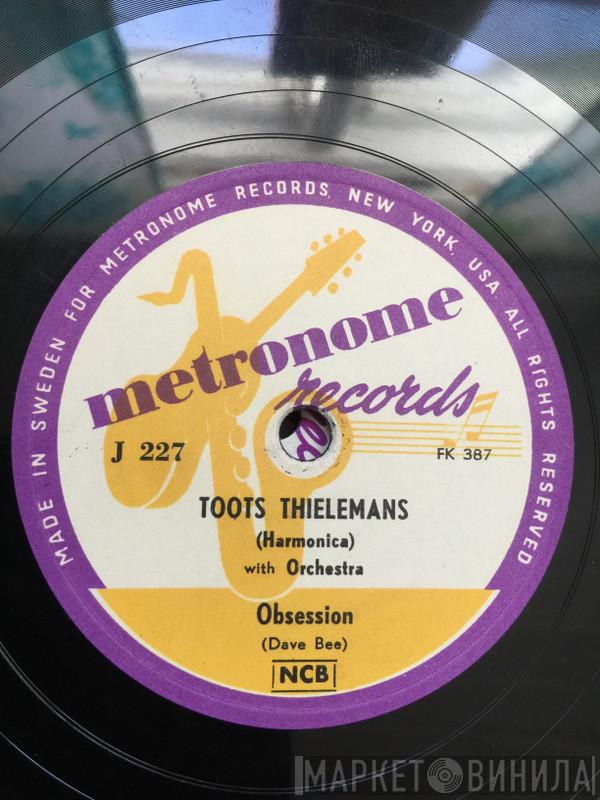 MADE IN SWEDEN FOR METRONOME RECORDS, NEW YORK, USA. ALL RIGHTS RESERVED
metronome
records
J 227
FK 387
TOOTS THIELEMANS
(Harmonica)
with Orchestra
Obsession
(Dave Bee)
NCB
МАРКЕТ ВИНИЛА